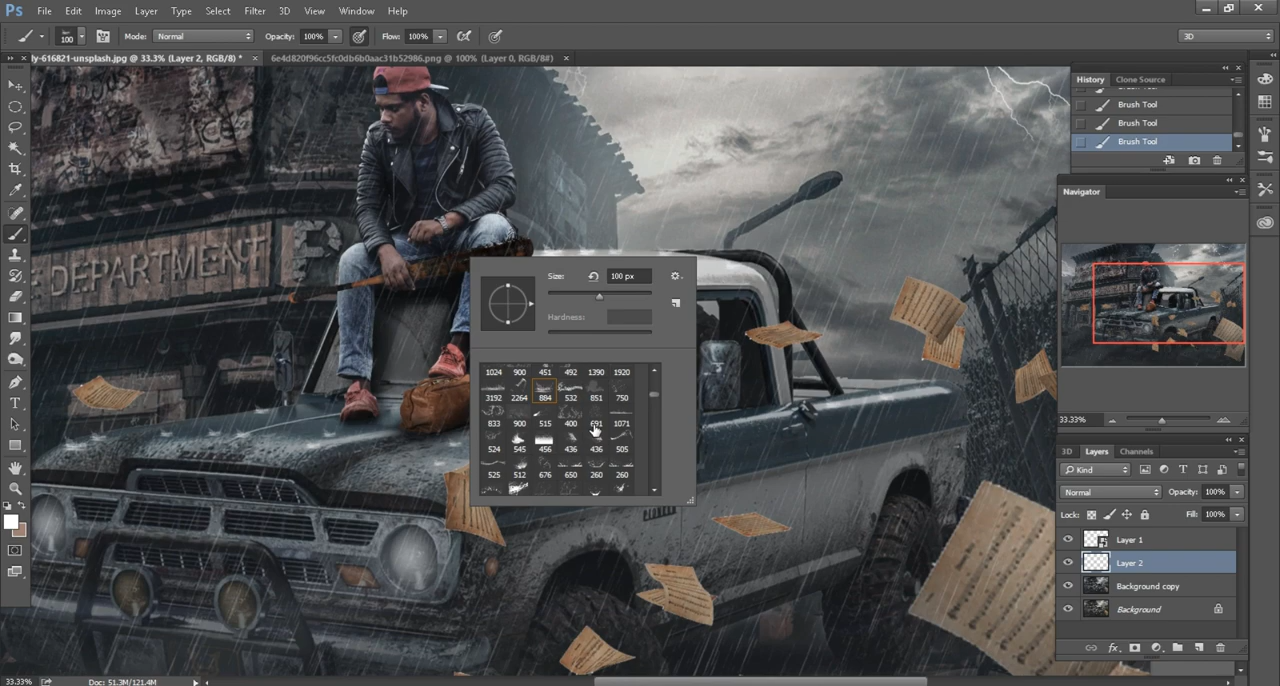 Ps File Edit Image Layer Type Select Filter 3D View Window Help
100 Mode: Normal Opacity: 100% Flow: 100% 3D
ly-616821-unsplash.jpg @ 33.3% (Layer 2, RGB/8) * × 6e4d820f96cc5fc0db6b0aac31b52986.png @ 100% (Layer 0, RGB/8#) ×
History Clone Source
Brush Tool
Brush Tool
Brush Tool
Navigator
33.33%
E DEPARTMENT
Size: 100 px
Hardness:
1024 900 451 492 1390 1920
3192 2264 884 532 851 750
833 900 515 400 691 1071
524 545 456 436 436 505
525 512 676 650 260 260
PIONEER
3D Layers Channels
Kind
Normal Opacity: 100%
Lock: Fill: 100%
Layer 1
Layer 2
Background copy
Background
33.33% Doc: 51.3M/121.4M